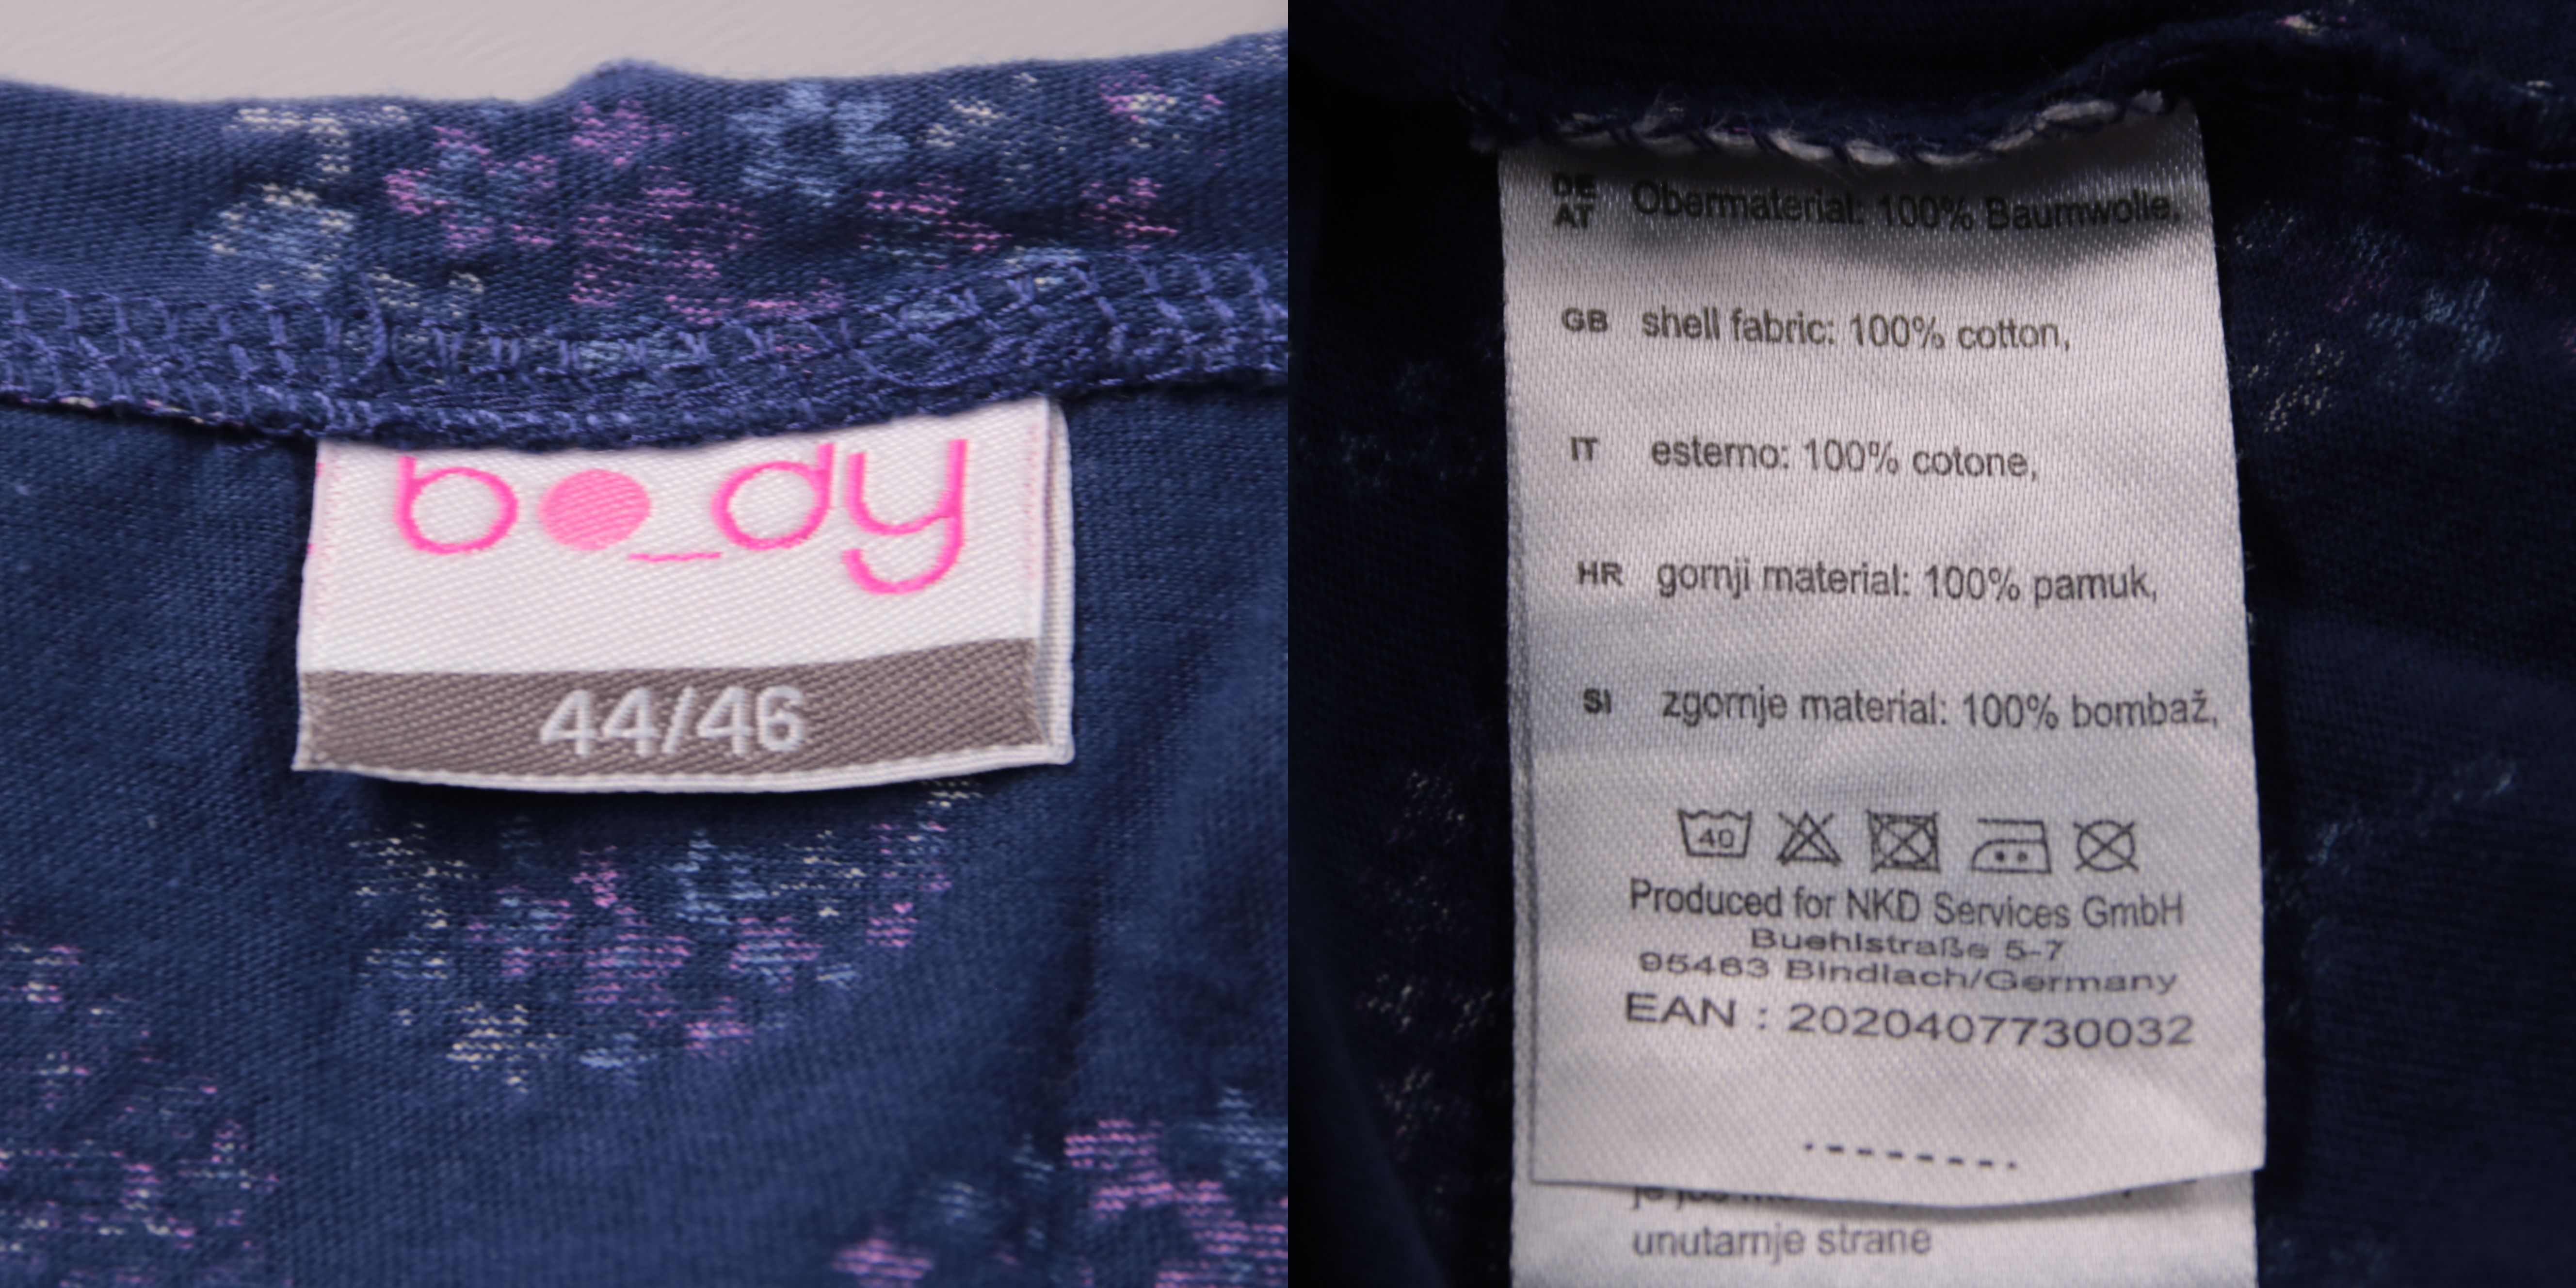 bo_dy
44/46
DE AT Obermaterial: 100% Baumwolle,
GB shell fabric: 100% cotton,
IT esterno: 100% cotone,
HR gornji material: 100% pamuk,
SI zgornje material: 100% bombaž,
40
Produced for NKD Services GmbH
Buehlstraße 5-7
95463 Bindlach/Germany
EAN : 2020407730032
unutarnje strane